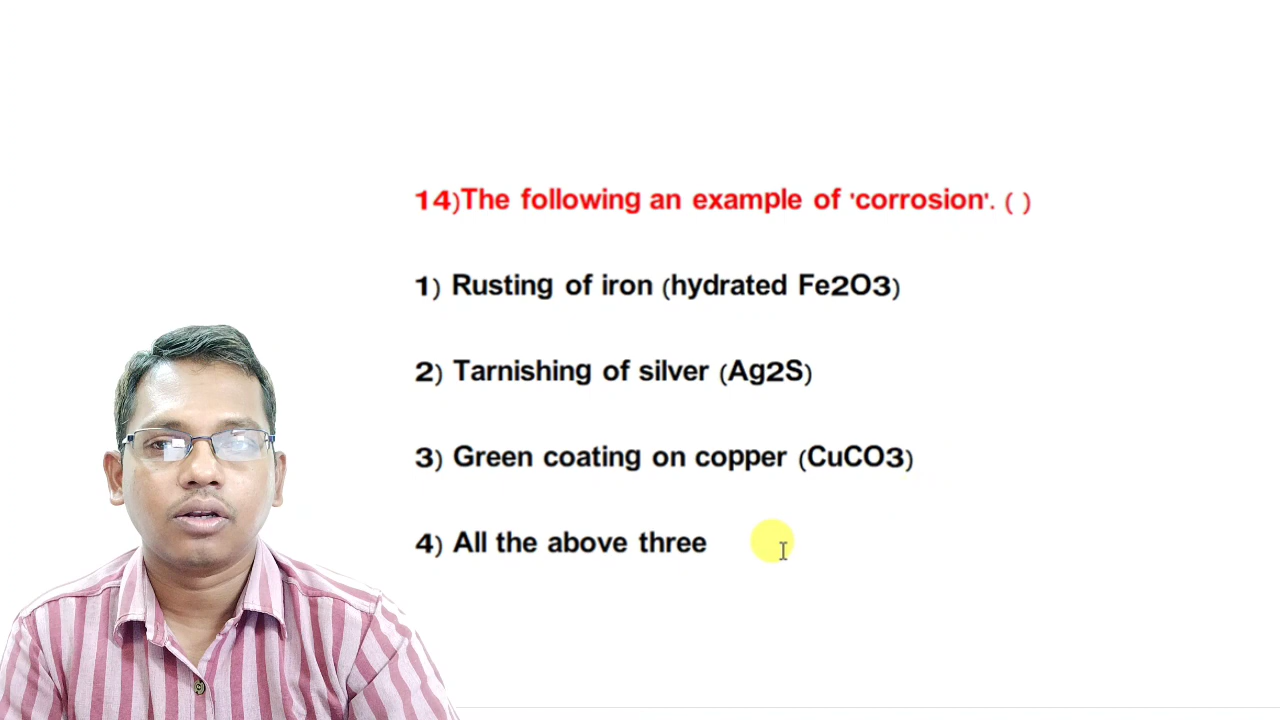 14)The following an example of 'corrosion'. ( )
1) Rusting of iron (hydrated Fe2O3)
2) Tarnishing of silver (Ag2S)
3) Green coating on copper (CuCO3)
4) All the above three